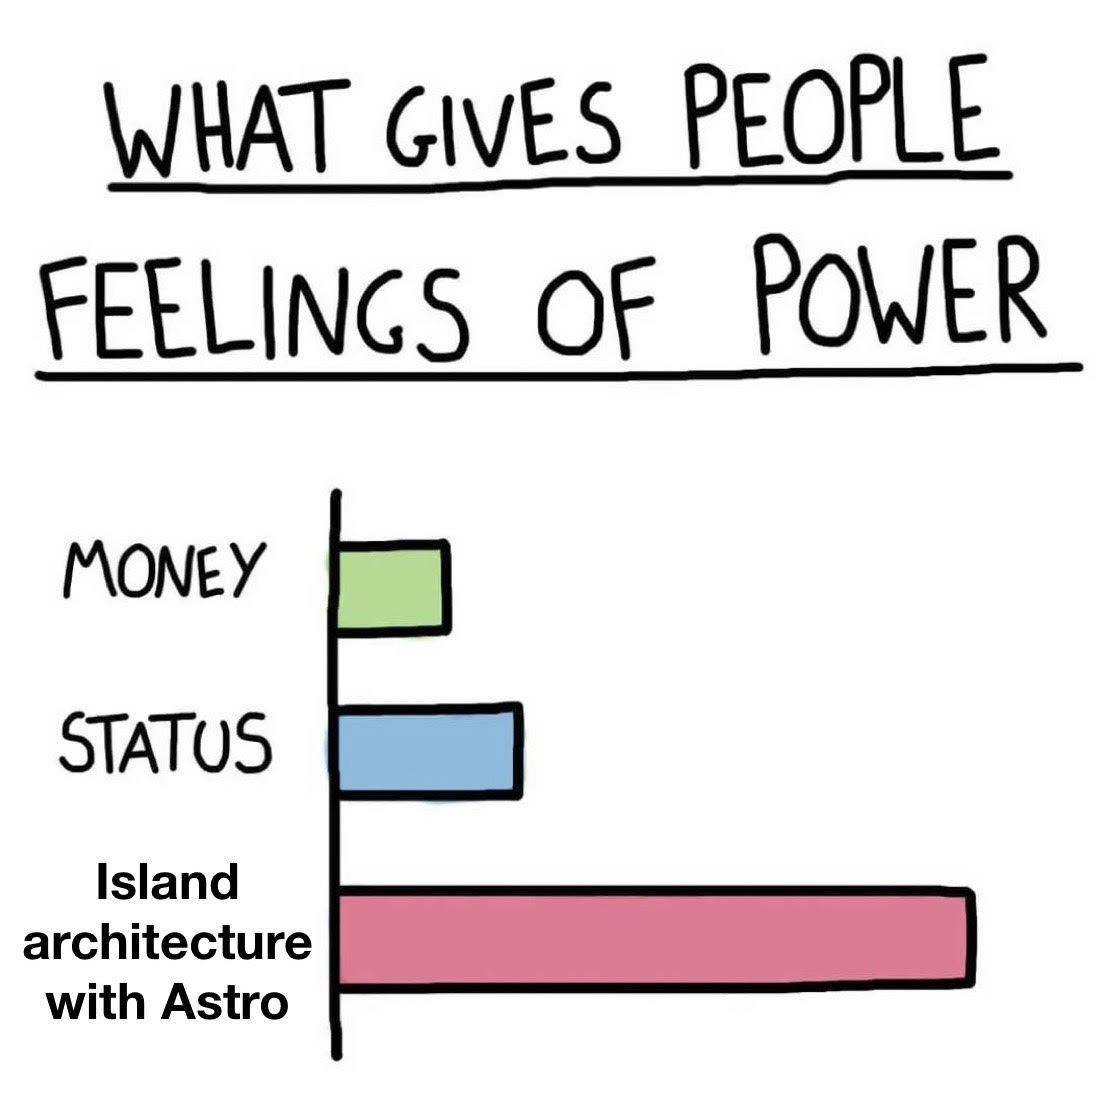 WHAT GIVES PEOPLE
FEELINGS OF POWER
MONEY
STATUS
Island
architecture
with Astro